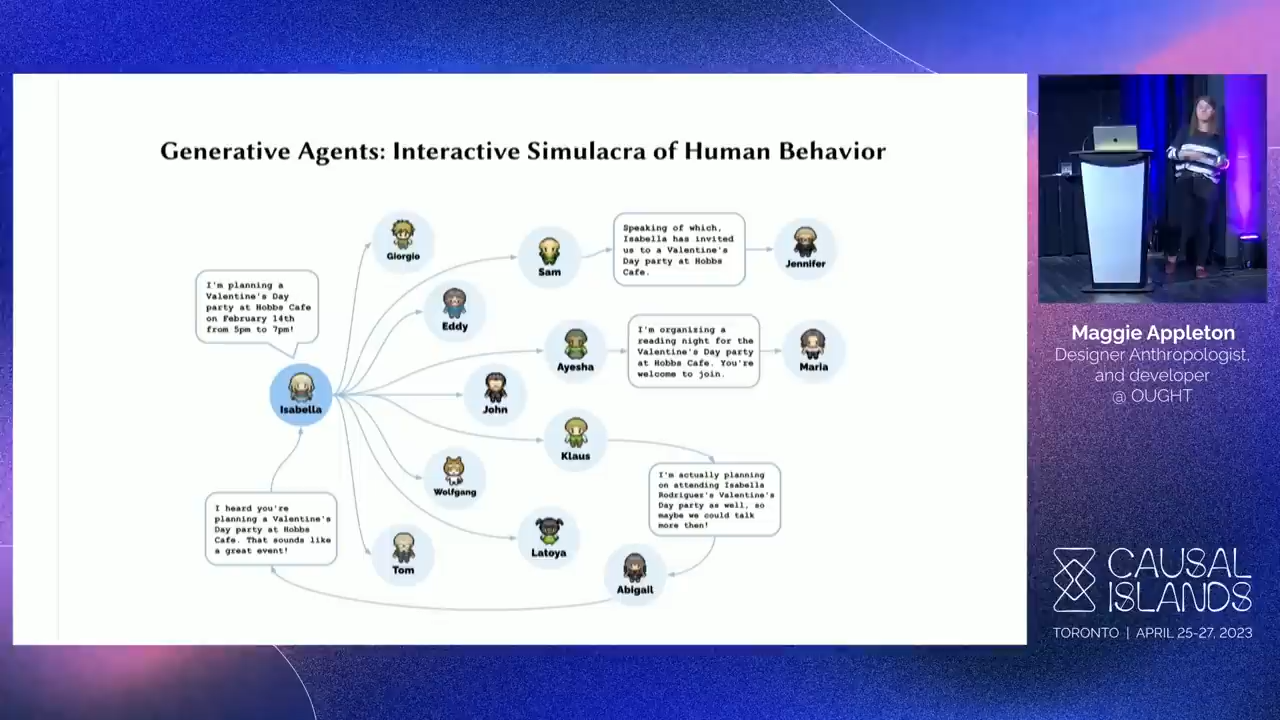 Generative Agents: Interactive Simulacra of Human Behavior
I'm planning a
Valentine's Day
party at Hobbs Cafe
on February 14th
from 5pm to 7pm!
Isabella
I heard you're
planning a Valentine's
Day party at Hobbs
Cafe. That sounds like
a great event!
Giorgio
Sam
Speaking of which,
Isabella has invited
us to a Valentine's
Day party at Hobbs
Cafe.
Jennifer
Eddy
Ayesha
I'm organizing a
reading night for the
Valentine's Day party
at Hobbs Cafe. You're
welcome to join.
Maria
John
Klaus
I'm actually planning
on attending Isabella
Rodriguez's Valentine's
Day party as well, so
maybe we could talk
more then!
Wolfgang
Latoya
Tom
Abigail
Maggie Appleton
Designer Anthropologist,
and developer
@ OUGHT
CAUSAL
ISLANDS
TORONTO | APRIL 25-27, 2023